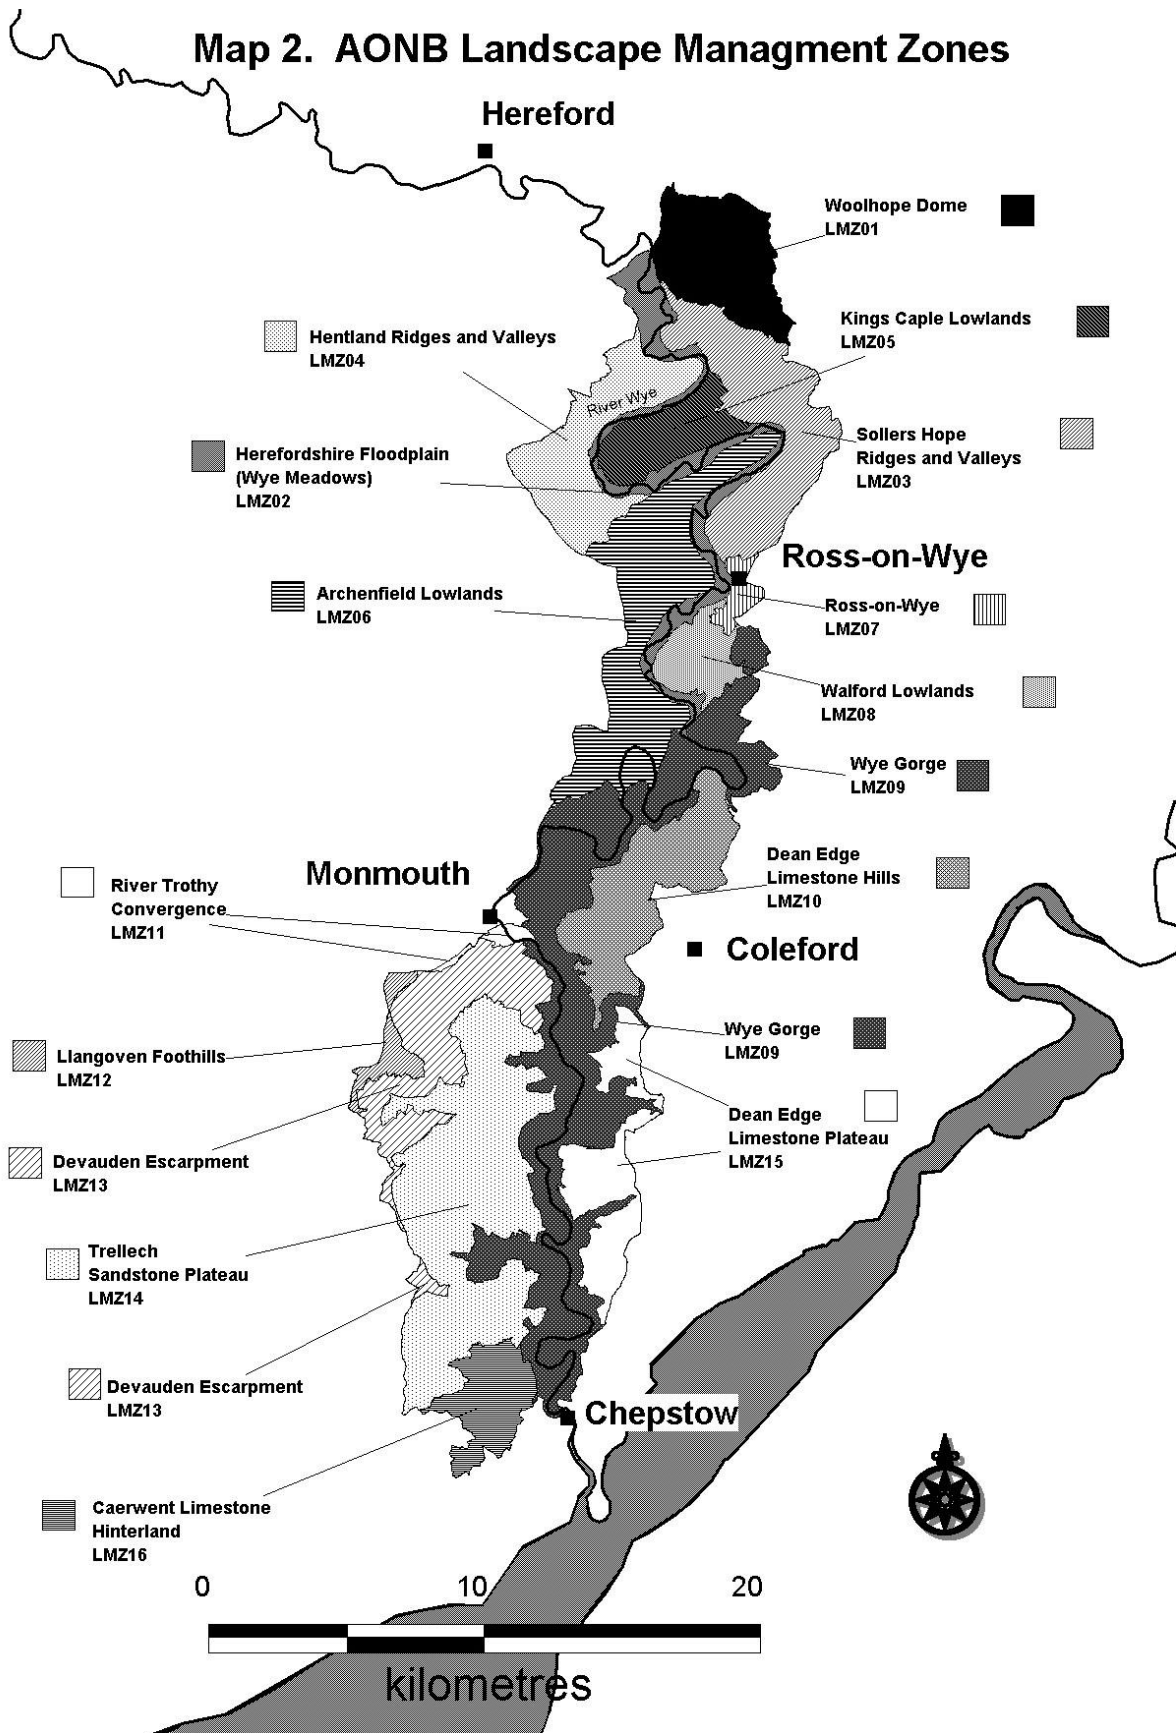 Map 2. AONB Landscape Managment Zones
Hereford
Woolhope Dome
LMZ01
Kings Caple Lowlands
LMZ05
Hentland Ridges and Valleys
LMZ04
River Wye
Sollers Hope
Ridges and Valleys
LMZ03
Herefordshire Floodplain
(Wye Meadows)
LMZ02
Ross-on-Wye
Archenfield Lowlands
LMZ06
Ross-on-Wye
LMZ07
Walford Lowlands
LMZ08
Wye Gorge
LMZ09
Monmouth
Dean Edge
Limestone Hills
LMZ10
River Trothy
Convergence
LMZ11
Coleford
Wye Gorge
LMZ09
Llangoven Foothills
LMZ12
Dean Edge
Limestone Plateau
LMZ15
Devauden Escarpment
LMZ13
Trellech
Sandstone Plateau
LMZ14
Devauden Escarpment
LMZ13
Chepstow
Caerwent Limestone
Hinterland
LMZ16
0 10 20
kilometres